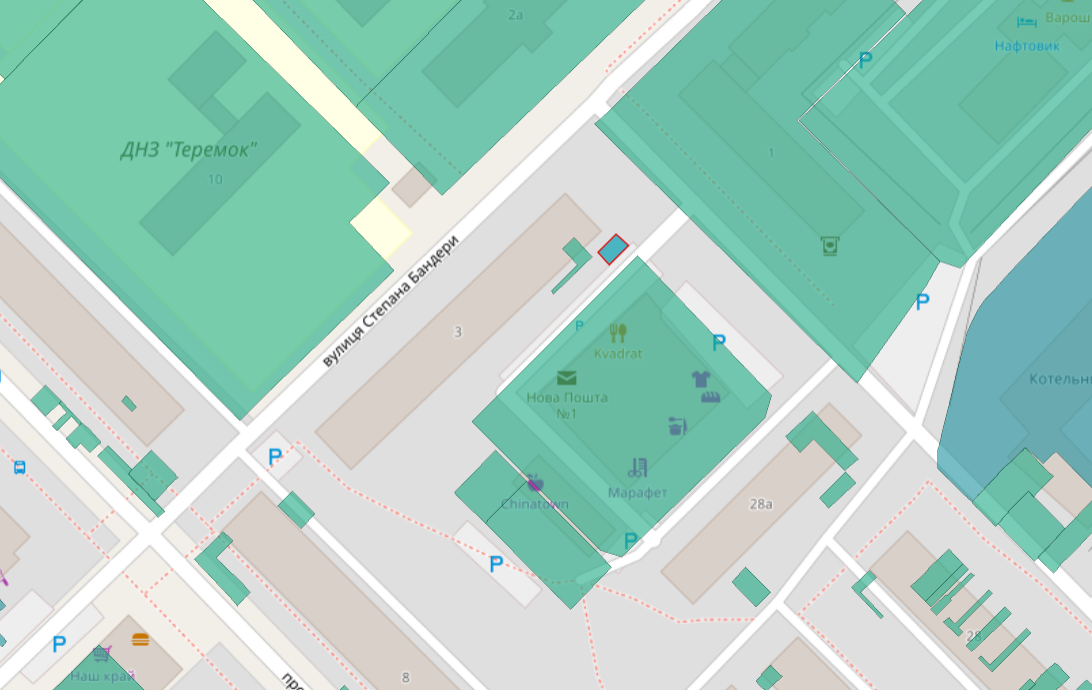 2а
P
Варош
Нафтовик
ДНЗ "Теремок"
10
1
вулиця Степана Бандери
3
P
P
P
Kvadrat
Нова Пошта
№1
Котельн
P
Марафет
Chinatown
28а
P
P
28
P
Наш край
8
про